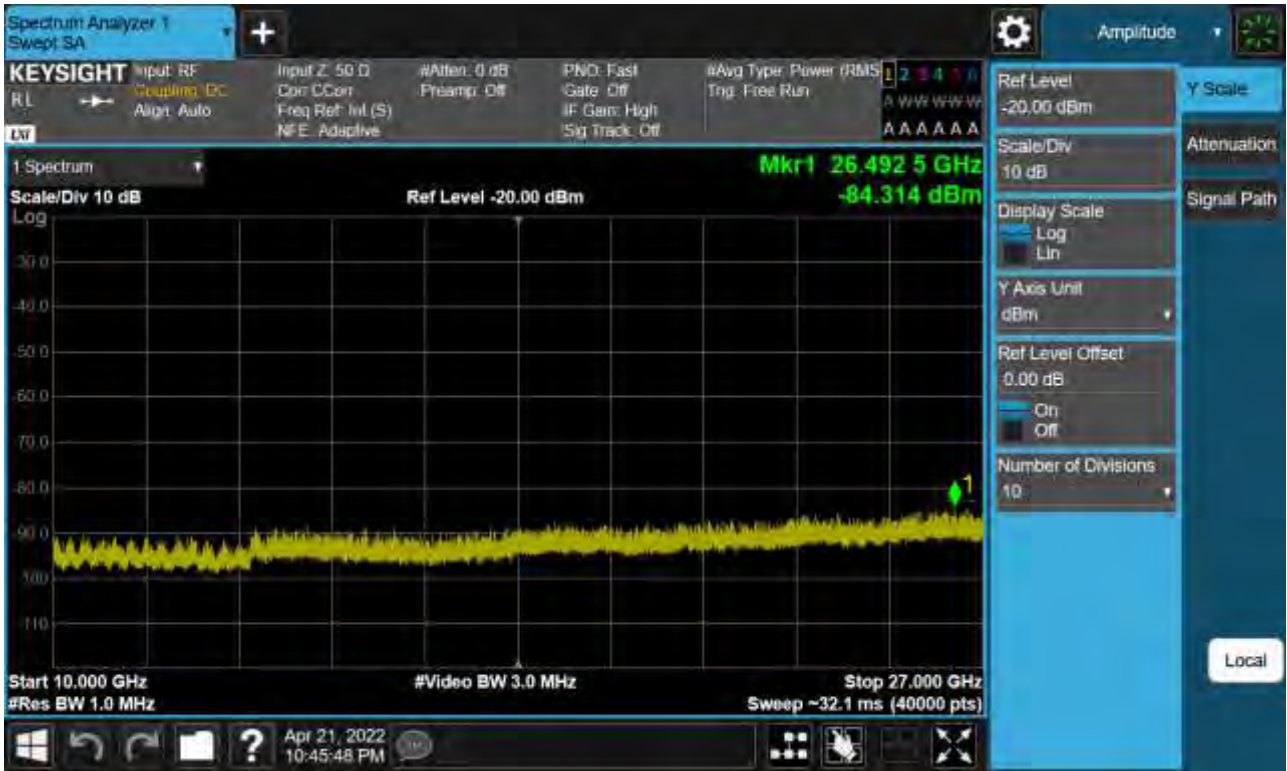 Spectrum Analyzer 1
Swept SA
+
Amplitude
KEYSIGHT
RL
LXI
Input: RF
Coupling: DC
Align: Auto
Input Z: 50 Ω
Corr CCorr
Freq Ref: Int (S)
NFE: Adaptive
#Atten: 0 dB
Preamp: Off
PNO: Fast
Gate: Off
IF Gain: High
Sig Track: Off
#Avg Type: Power (RMS
Trig: Free Run
1 2 3 4 5 6
A W W W W W
A A A A A A
1 Spectrum
Mkr1 26.492 5 GHz
Scale/Div 10 dB
Ref Level -20.00 dBm
-84.314 dBm
Log
-30.0
-40.0
-50.0
-60.0
-70.0
-80.0
1
-90.0
-100
-110
Start 10.000 GHz
#Video BW 3.0 MHz
Stop 27.000 GHz
#Res BW 1.0 MHz
Sweep ~32.1 ms (40000 pts)
Ref Level
-20.00 dBm
Scale/Div
10 dB
Display Scale
Log
Lin
Y Axis Unit
dBm
Ref Level Offset
0.00 dB
On
Off
Number of Divisions
10
Y Scale
Attenuation
Signal Path
Local
?
Apr 21, 2022
10:45:48 PM